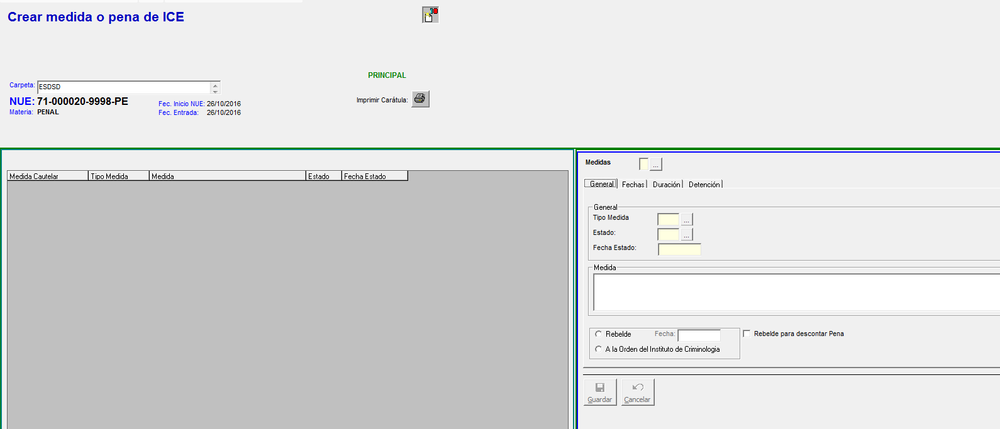 Crear medida o pena de ICE
PRINCIPAL
Carpeta: ESDSD
NUE: 71-000020-9998-PE
Fec. Inicio NUE: 26/10/2016
Imprimir Carátula:
Materia: PENAL
Fec. Entrada: 26/10/2016
Medida Cautelar Tipo Medida Medida Estado Fecha Estado
Medidas ...
General Fechas Duración Detención
General
Tipo Medida ...
Estado: ...
Fecha Estado:
Medida
Rebelde Fecha: Rebelde para descontar Pena
A la Orden del Instituto de Criminologia
Guardar Cancelar